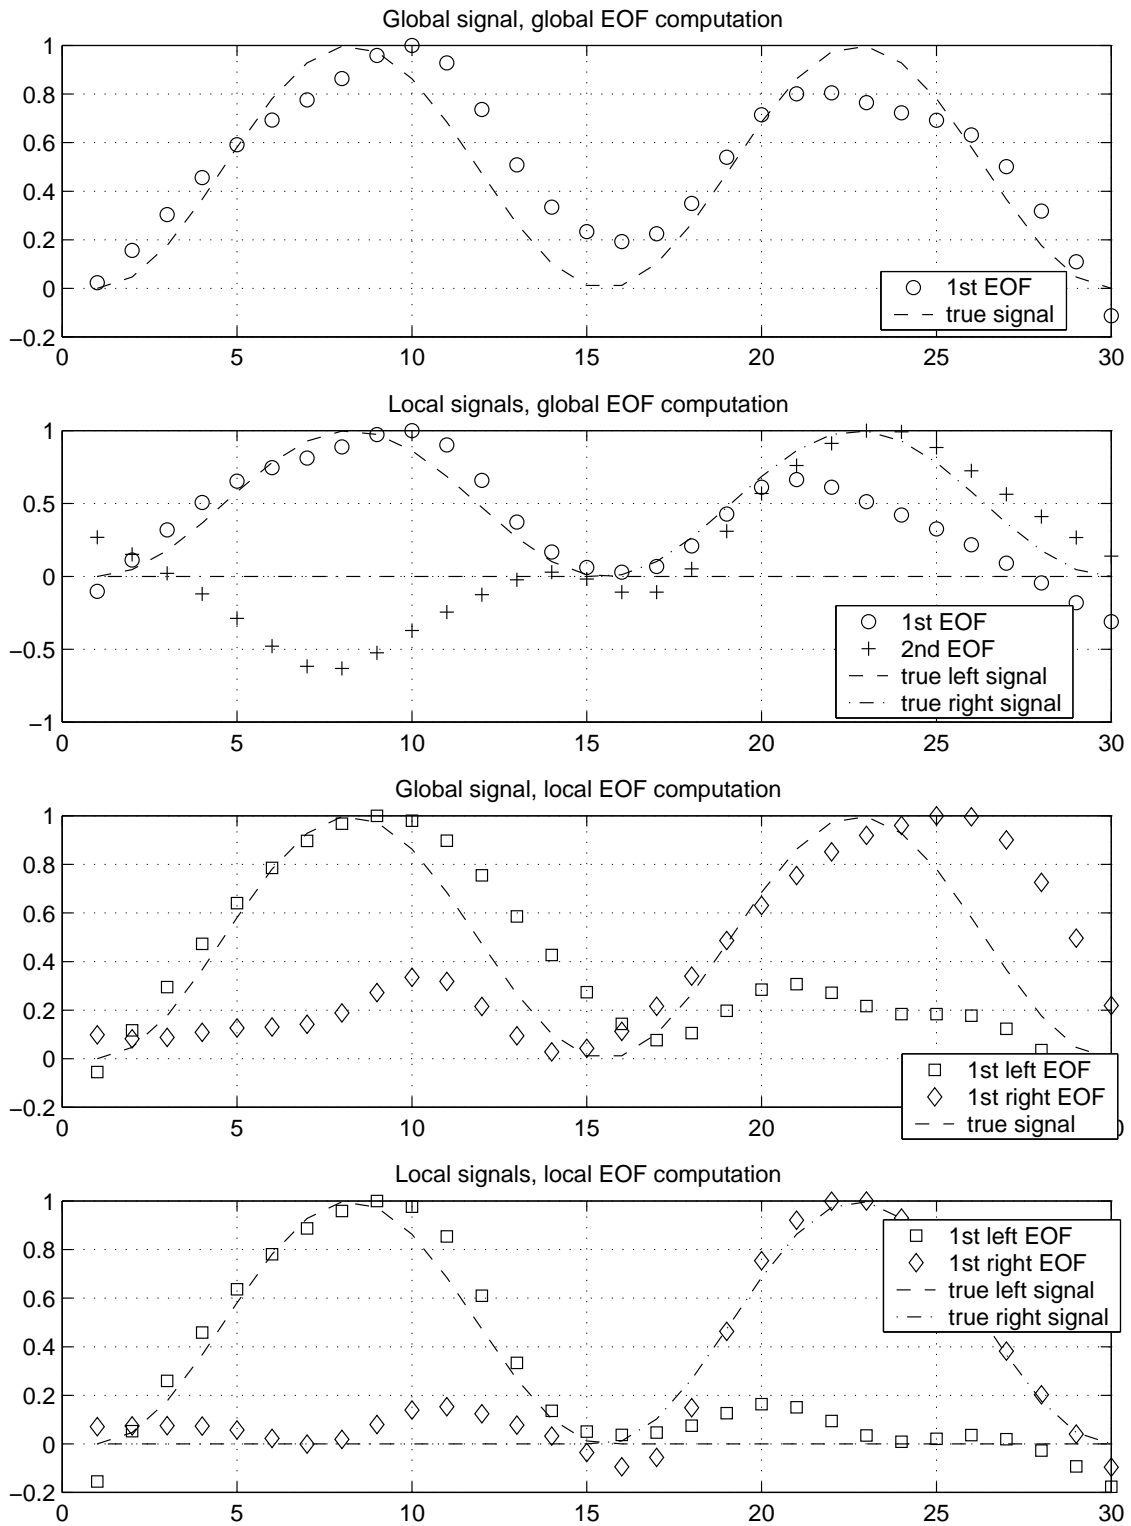 Global signal, global EOF computation
1
0.8
0.6
0.4
0.2
0
−0.2
1st EOF
true signal
0 5 10 15 20 25 30
Local signals, global EOF computation
1
0.5
0
−0.5
−1
1st EOF
2nd EOF
true left signal
true right signal
0 5 10 15 20 25 30
Global signal, local EOF computation
1
0.8
0.6
0.4
0.2
0
−0.2
1st left EOF
1st right EOF
true signal
0 5 10 15 20 25
Local signals, local EOF computation
1
0.8
0.6
0.4
0.2
0
−0.2
1st left EOF
1st right EOF
true left signal
true right signal
0 5 10 15 20 25 30